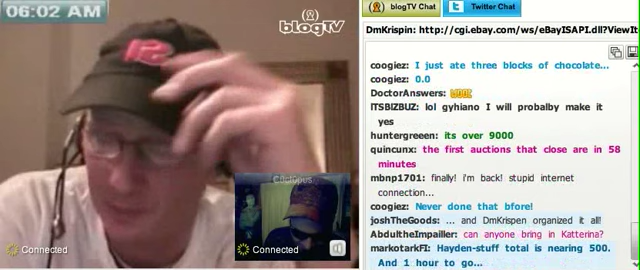 06:02 AM
blogTV
blogTV Chat
Twitter Chat
DmKrispin: http://cgi.ebay.com/ws/eBayISAPI.dll?ViewIt
coogiez: I just ate three blocks of chocolate...
coogiez: 0.0
DoctorAnswers:
ITSBIZBUZ: lol gyhiano I will probalby make it
yes
huntergreeen: its over 9000
quincunx: the first auctions that close are in 58
minutes
mbnp1701: finally! i'm back! stupid internet
connection...
coogiez: Never done that bfore!
joshTheGoods: ... and DmKrispen organized it all!
AbdultheImpailler: can anyone bring in Katterina?
markotarkFI: Hayden-stuff total is nearing 500.
And 1 hour to go...
Connected
Connected